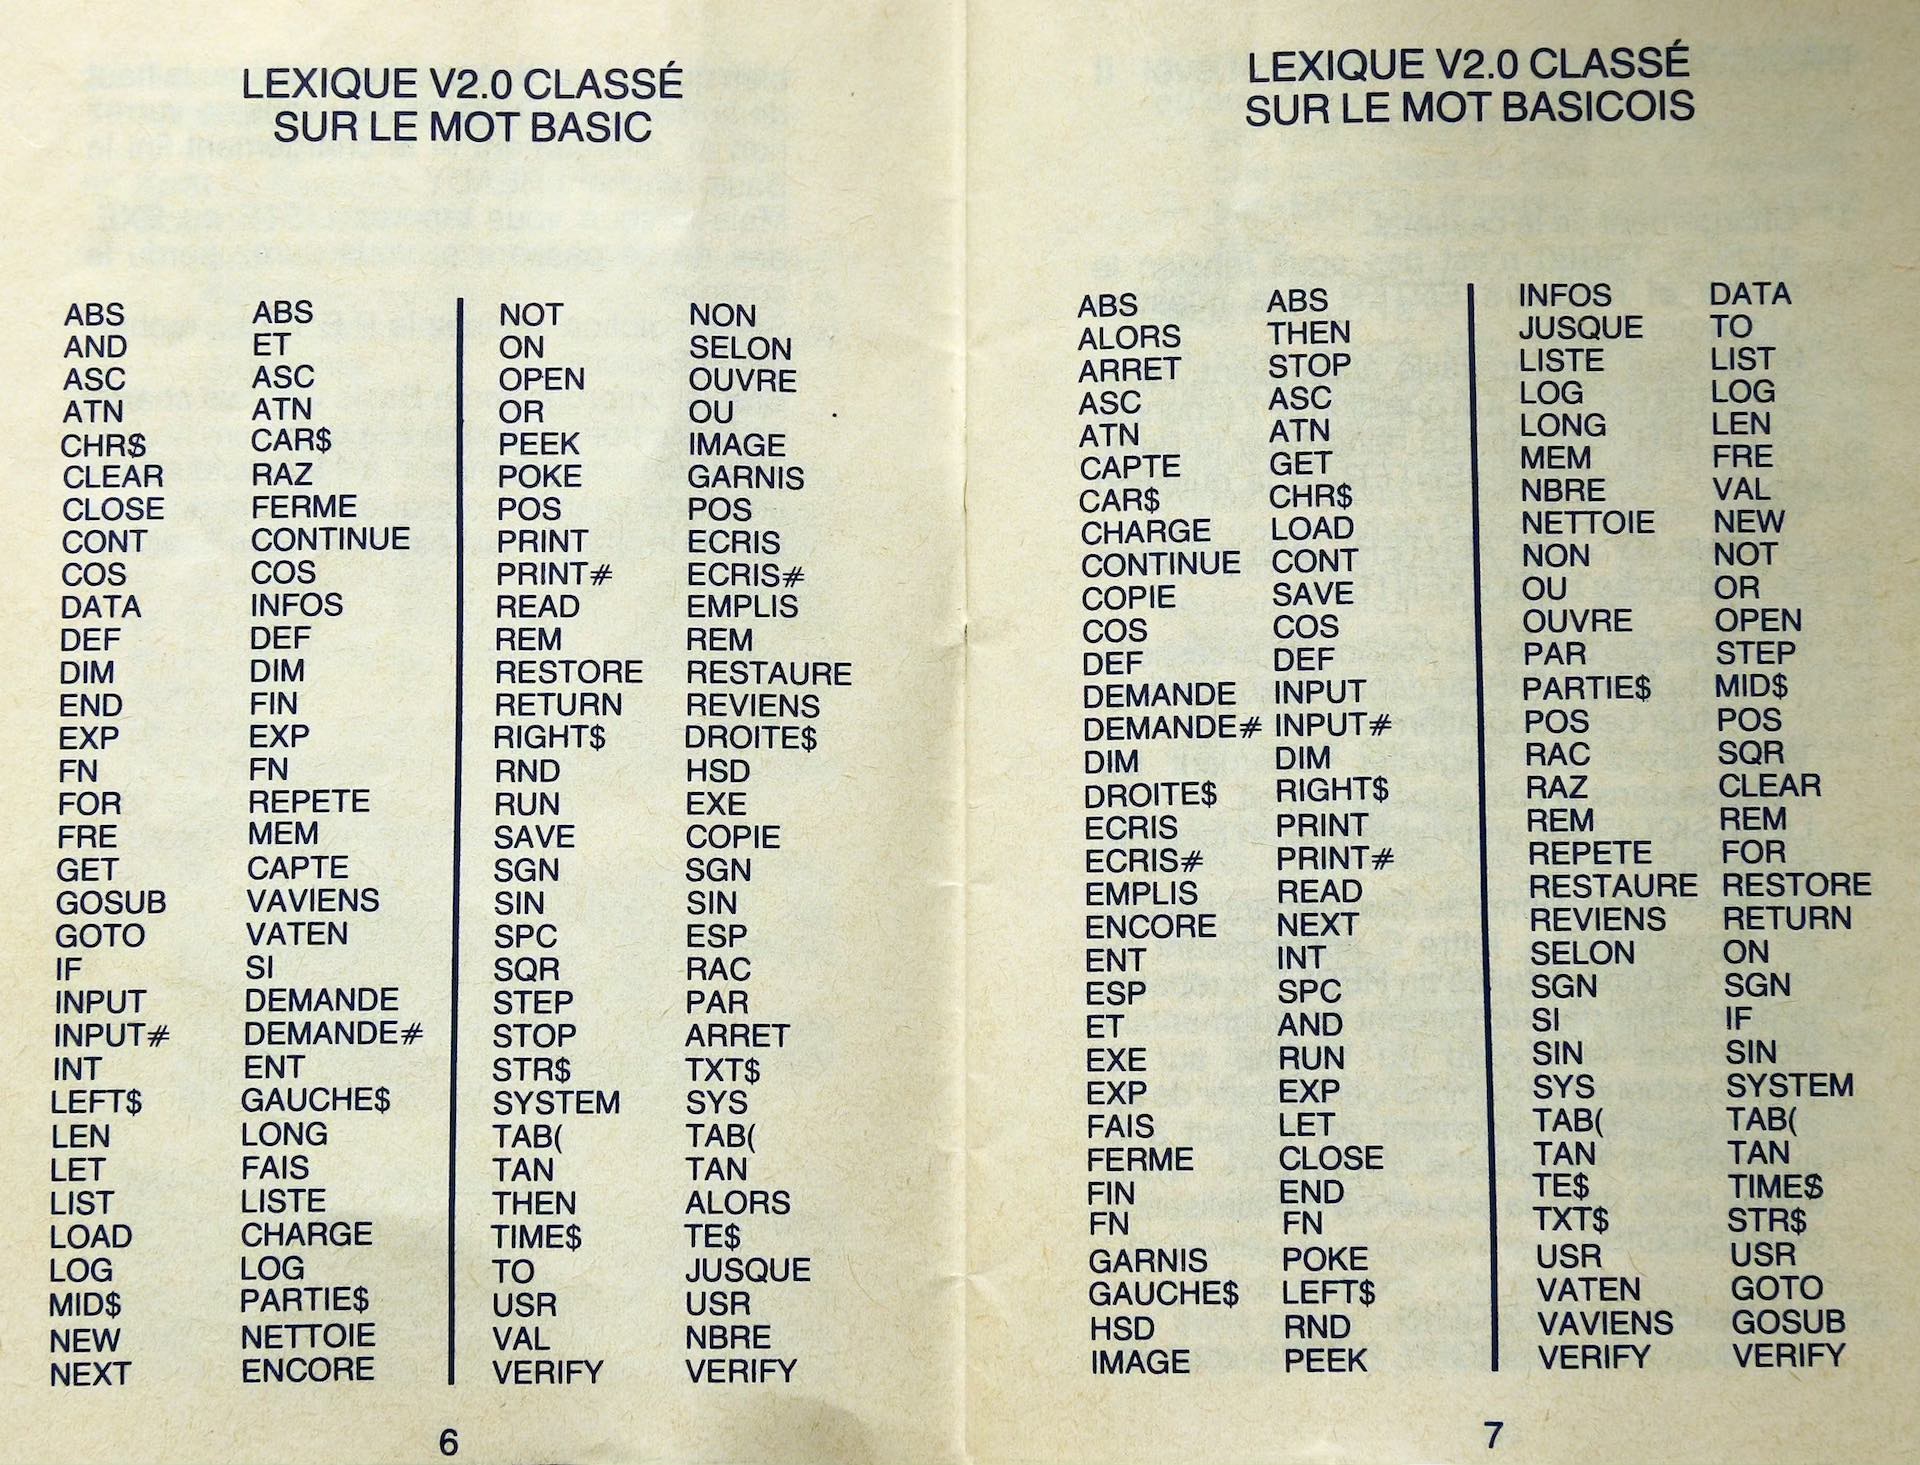 LEXIQUE V2.0 CLASSÉ
SUR LE MOT BASIC
ABS ABS
AND ET
ASC ASC
ATN ATN
CHR$ CAR$
CLEAR RAZ
CLOSE FERME
CONT CONTINUE
COS COS
DATA INFOS
DEF DEF
DIM DIM
END FIN
EXP EXP
FN FN
FOR REPETE
FRE MEM
GET CAPTE
GOSUB VAVIENS
GOTO VATEN
IF SI
INPUT DEMANDE
INPUT# DEMANDE#
INT ENT
LEFT$ GAUCHE$
LEN LONG
LET FAIS
LIST LISTE
LOAD CHARGE
LOG LOG
MID$ PARTIE$
NEW NETTOIE
NEXT ENCORE
NOT NON
ON SELON
OPEN OUVRE
OR OU
PEEK IMAGE
POKE GARNIS
POS POS
PRINT ECRIS
PRINT# ECRIS#
READ EMPLIS
REM REM
RESTORE RESTAURE
RETURN REVIENS
RIGHT$ DROITE$
RND HSD
RUN EXE
SAVE COPIE
SGN SGN
SIN SIN
SPC ESP
SQR RAC
STEP PAR
STOP ARRET
STR$ TXT$
SYSTEM SYS
TAB( TAB(
TAN TAN
THEN ALORS
TIME$ TE$
TO JUSQUE
USR USR
VAL NBRE
VERIFY VERIFY
6
LEXIQUE V2.0 CLASSÉ
SUR LE MOT BASICOIS
ABS ABS
ALORS THEN
ARRET STOP
ASC ASC
ATN ATN
CAPTE GET
CAR$ CHR$
CHARGE LOAD
CONTINUE CONT
COPIE SAVE
COS COS
DEF DEF
DEMANDE INPUT
DEMANDE# INPUT#
DIM DIM
DROITE$ RIGHT$
ECRIS PRINT
ECRIS# PRINT#
EMPLIS READ
ENCORE NEXT
ENT INT
ESP SPC
ET AND
EXE RUN
EXP EXP
FAIS LET
FERME CLOSE
FIN END
FN FN
GARNIS POKE
GAUCHE$ LEFT$
HSD RND
IMAGE PEEK
INFOS DATA
JUSQUE TO
LISTE LIST
LOG LOG
LONG LEN
MEM FRE
NBRE VAL
NETTOIE NEW
NON NOT
OU OR
OUVRE OPEN
PAR STEP
PARTIE$ MID$
POS POS
RAC SQR
RAZ CLEAR
REM REM
REPETE FOR
RESTAURE RESTORE
REVIENS RETURN
SELON ON
SGN SGN
SI IF
SIN SIN
SYS SYSTEM
TAB( TAB(
TAN TAN
TE$ TIME$
TXT$ STR$
USR USR
VATEN GOTO
VAVIENS GOSUB
VERIFY VERIFY
7